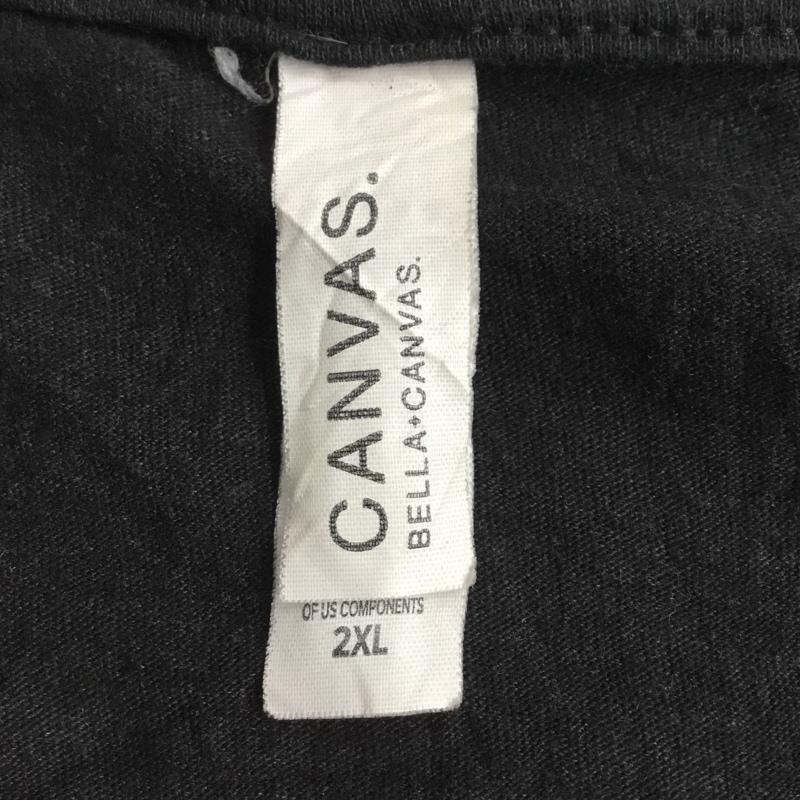 CANVAS.
BELLA+CANVAS.
OF US COMPONENTS
2XL